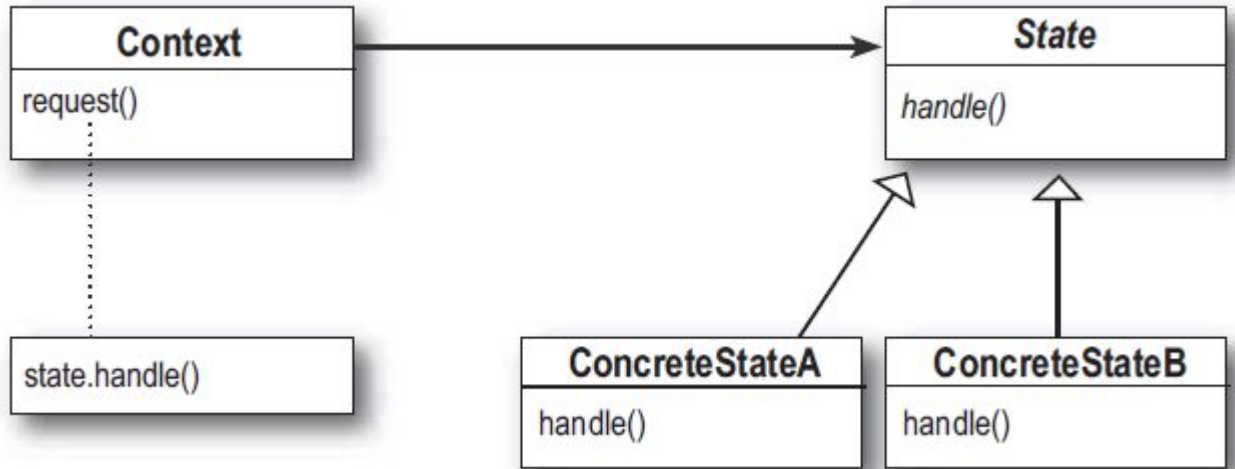 Context
request()
State
handle()
state.handle()
ConcreteStateA
handle()
ConcreteStateB
handle()